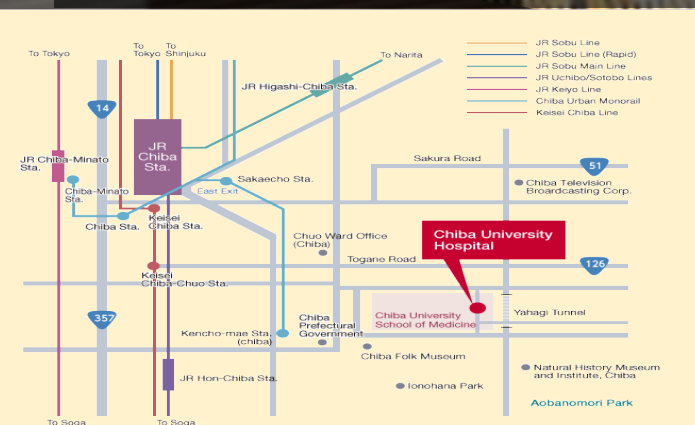 To Tokyo
To
Tokyo
To
Shinjuku
To Narita
JR Sobu Line
JR Sobu Line (Rapid)
JR Sobu Main Line
JR Uchibo/Sotobo Lines
JR Keiyo Line
Chiba Urban Monorail
Keisei Chiba Line
14
JR Higashi-Chiba Sta.
JR
Chiba
Sta.
JR Chiba-Minato
Sta.
Sakura Road
51
Chiba-Minato
Sta.
East Exit
Sakaecho Sta.
Chiba Television
Broardcasting Corp.
Chiba Sta.
Keisei
Chiba Sta.
Chuo Ward Office
(Chiba)
Chiba University
Hospital
Togane Road
126
Keisei
Chiba-Chuo Sta.
357
Chiba
Prefectural
Government
Chiba University
School of Medicine
Yahagi Tunnel
Kencho-mae Sta.
(chiba)
Chiba Folk Museum
JR Hon-Chiba Sta.
Natural History Museum
and Institute, Chiba
Ionohana Park
Aobanomori Park
To Soga
To Soga